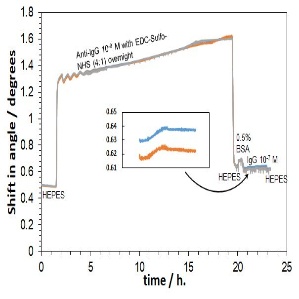 1.8
1.6
1.4
1.2
1.0
0.8
0.6
0.4
0.2
0
Shift in angle / degrees
Anti-IgG 10⁻⁶ M with EDC-Sulfo-
NHS (4:1) overnight
0.65
0.64
0.63
0.62
0.61
0.60
HEPES
0.5%
BSA
IgG 10⁻⁷ M
HEPES
HEPES
0 5 10 15 20 25
time / h.